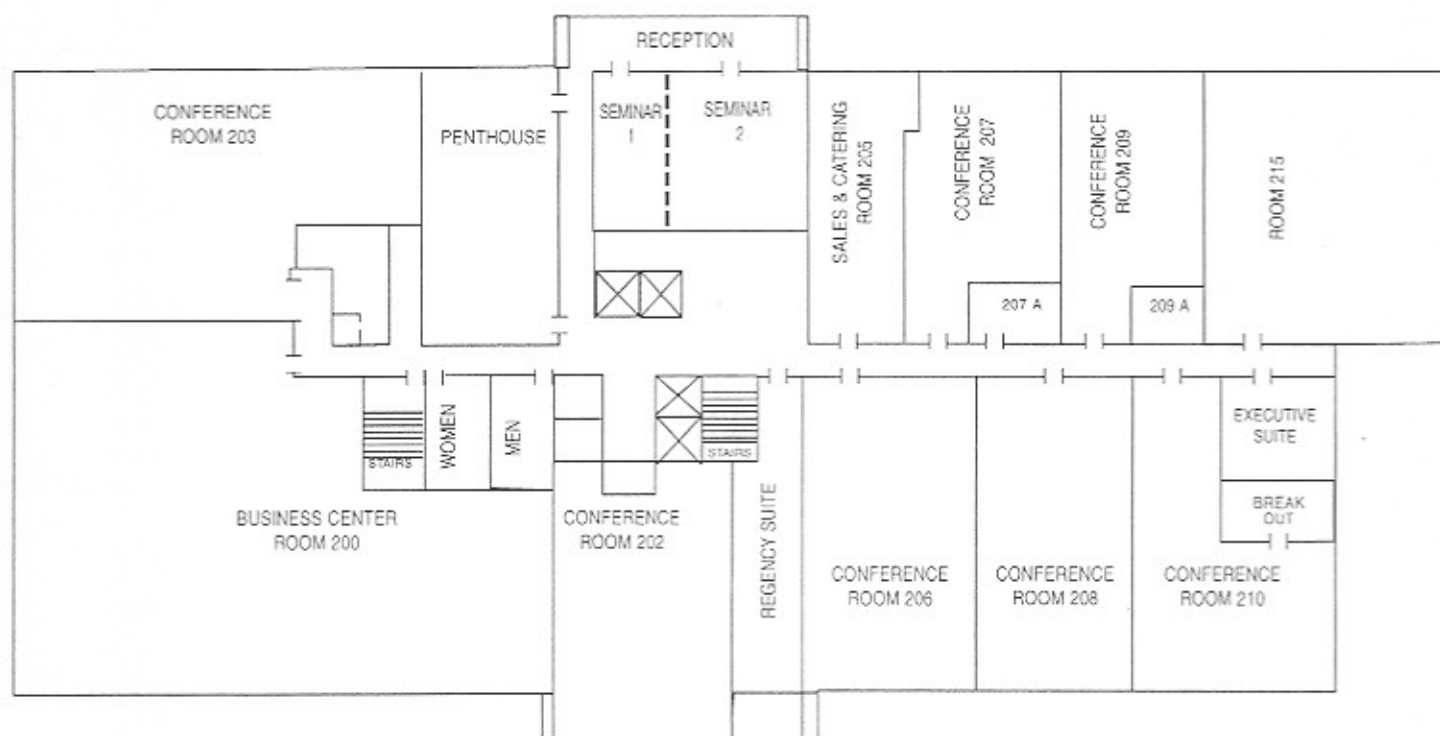 RECEPTION
CONFERENCE
ROOM 203
PENTHOUSE
SEMINAR
1
SEMINAR
2
SALES & CATERING
ROOM 205
CONFERENCE
ROOM 207
CONFERENCE
ROOM 209
ROOM 215
207 A
209 A
STAIRS
WOMEN
MEN
STAIRS
EXECUTIVE
SUITE
BREAK
OUT
BUSINESS CENTER
ROOM 200
CONFERENCE
ROOM 202
REGENCY SUITE
CONFERENCE
ROOM 206
CONFERENCE
ROOM 208
CONFERENCE
ROOM 210